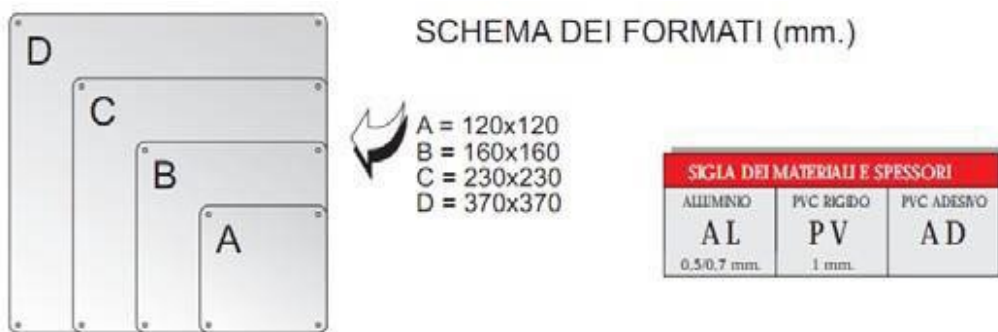 SCHEMA DEI FORMATI (mm.)
D
C
B
A
A = 120x120
B = 160x160
C = 230x230
D = 370x370
SIGLA DEI MATERIALI E SPESSORI
ALLUMINIO PVC RIGIDO PVC ADESIVO
AL PV AD
0,5/0,7 mm. 1 mm.